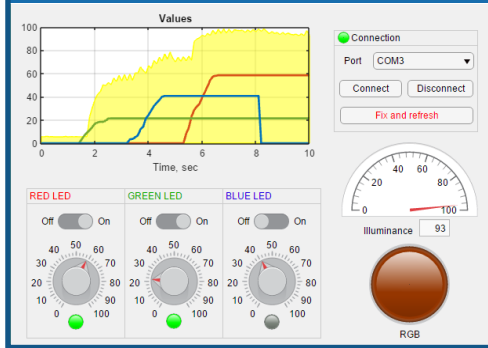 Values
100
80
60
40
20
0
0 2 4 6 8 10
Time, sec
Connection
Port COM3
Connect Disconnect
Fix and refresh
0 20 40 60 80 100
Illuminance 93
RGB
RED LED GREEN LED BLUE LED
Off On Off On Off On
0 10 20 30 40 50 60 70 80 90 100
0 10 20 30 40 50 60 70 80 90 100
0 10 20 30 40 50 60 70 80 90 100